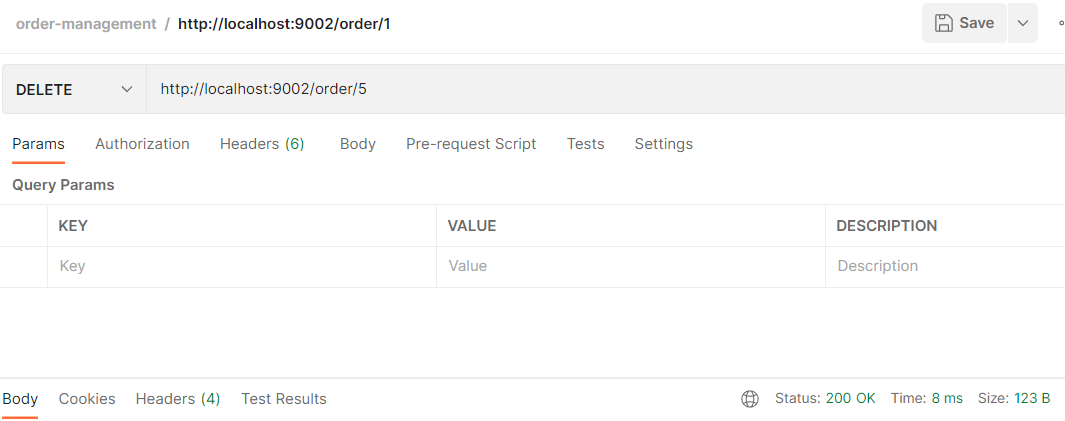 order-management / http://localhost:9002/order/1 Save
DELETE http://localhost:9002/order/5
Params Authorization Headers (6) Body Pre-request Script Tests Settings
Query Params
KEY VALUE DESCRIPTION
Key Value Description
Body Cookies Headers (4) Test Results Status: 200 OK Time: 8 ms Size: 123 B